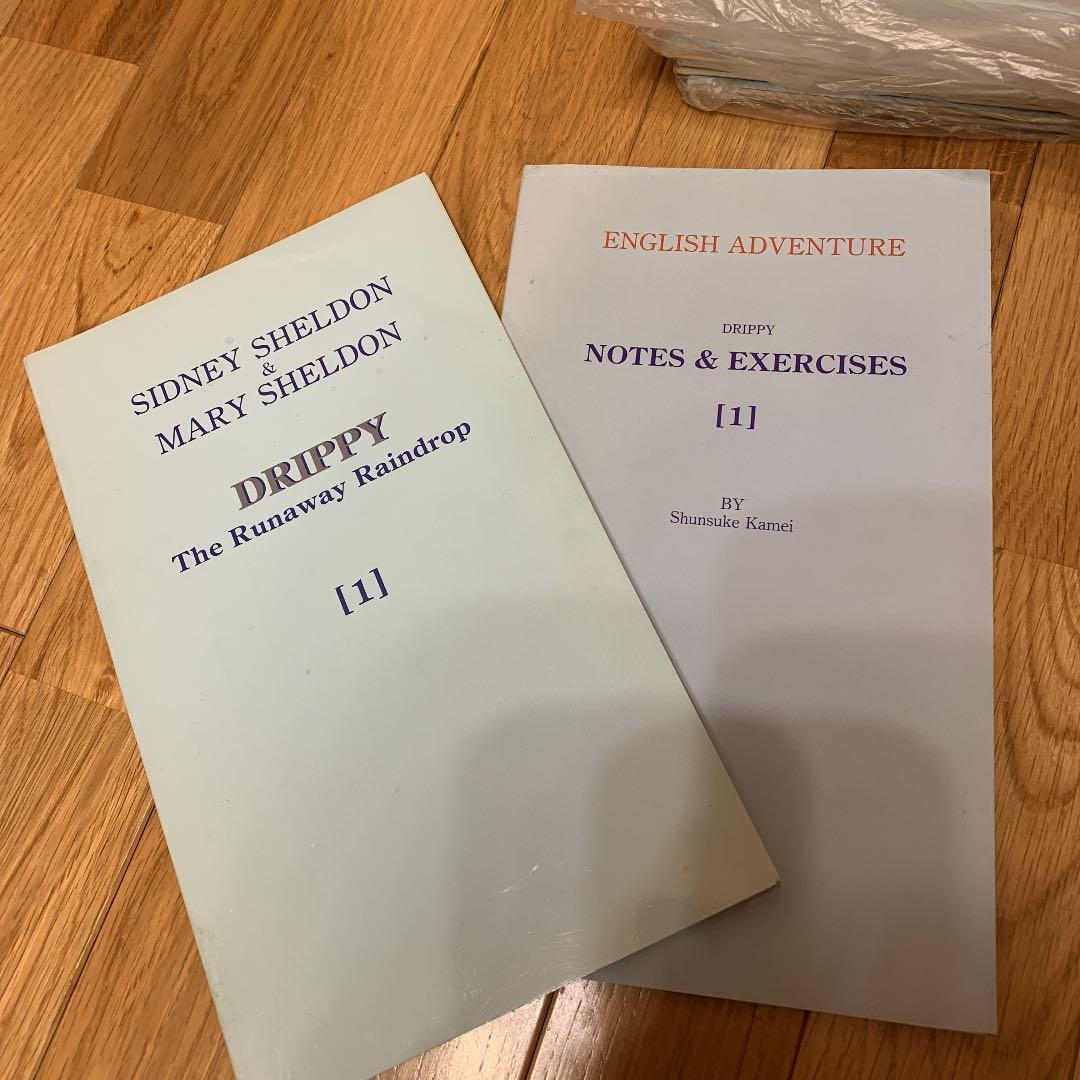 SIDNEY SHELDON
&
MARY SHELDON
DRIPPY
The Runaway Raindrop
[1]
ENGLISH ADVENTURE
DRIPPY
NOTES & EXERCISES
[1]
BY
Shunsuke Kamei